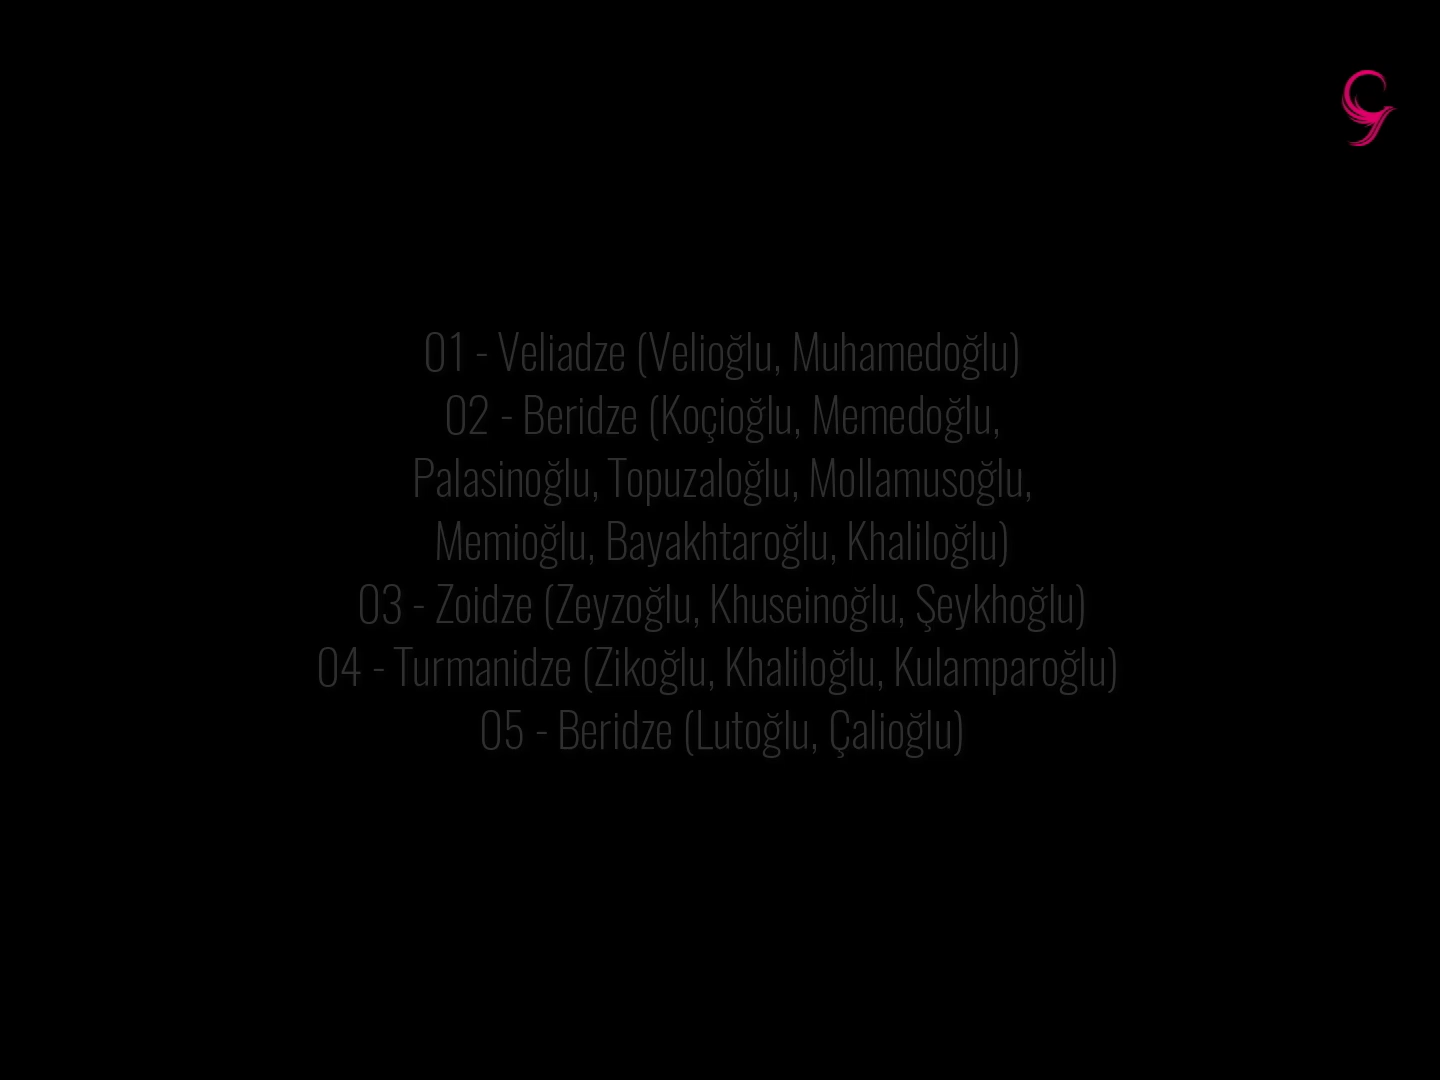 01 - Veliadze (Velioğlu, Muhamedoğlu)
02 - Beridze (Koçioğlu, Memedoğlu,
Palasinoğlu, Topuzaloğlu, Mollamusoğlu,
Memioğlu, Bayakhtaroğlu, Khaliloğlu)
03 - Zoidze (Zeyzoğlu, Khuseinoğlu, Şeykhoğlu)
04 - Turmanidze (Zikoğlu, Khaliloğlu, Kulamparoğlu)
05 - Beridze (Lutoğlu, Çalioğlu)